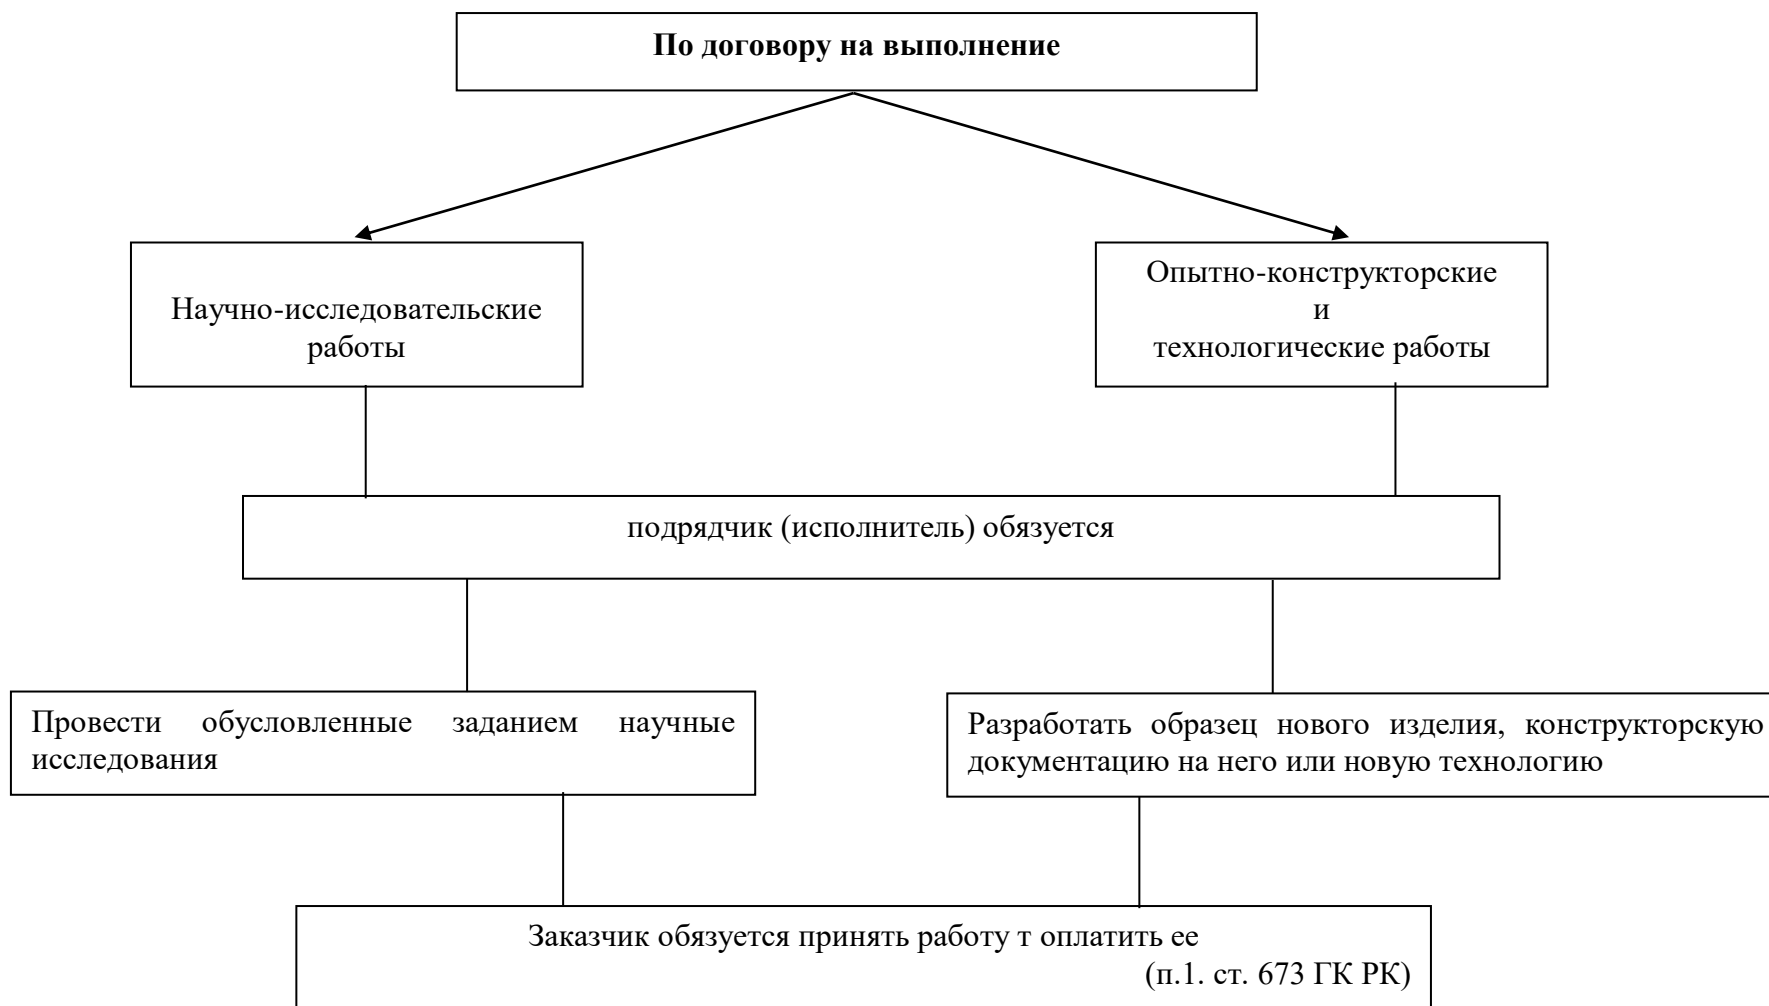 По договору на выполнение
Научно-исследовательские
работы
Опытно-конструкторские
и
технологические работы
подрядчик (исполнитель) обязуется
Провести обусловленные заданием научные
исследования
Разработать образец нового изделия, конструкторскую
документацию на него или новую технологию
Заказчик обязуется принять работу т оплатить ее
(п.1. ст. 673 ГК РК)